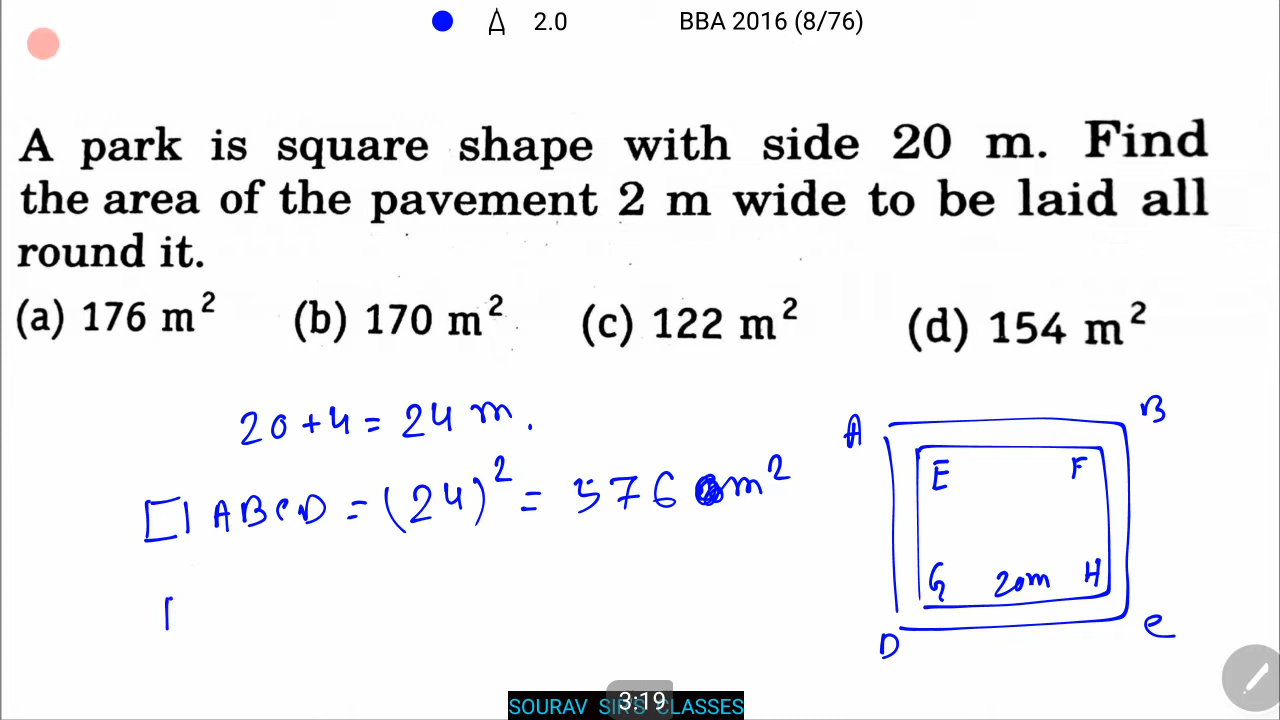 2.0 BBA 2016 (8/76)
A park is square shape with side 20 m. Find
the area of the pavement 2 m wide to be laid all
round it.
(a) 176 m² (b) 170 m² (c) 122 m² (d) 154 m²
20 + 4 = 24 m.
□ ABCD = (24)² = 576 m²
A B
E F
G 20m H
D C
3:19
SOURAV SIR'S CLASSES